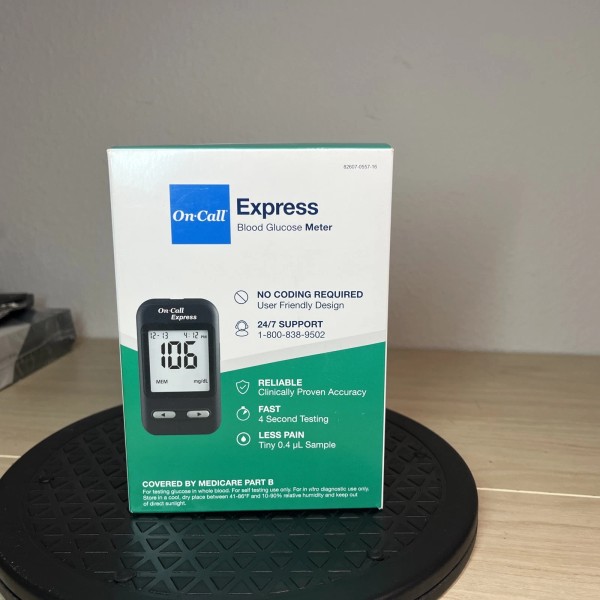 82607-0557-16
On·Call
Express
Blood Glucose Meter
NO CODING REQUIRED
User Friendly Design
24/7 SUPPORT
1-800-838-9502
On·Call
Express
12-13 4:12 PM
106
MEM mg/dL
RELIABLE
Clinically Proven Accuracy
FAST
4 Second Testing
LESS PAIN
Tiny 0.4 µL Sample
COVERED BY MEDICARE PART B
For testing glucose in whole blood. For self testing use only. For in vitro diagnostic use only.
Store in a cool, dry place between 41-86°F and 10-90% relative humidity and keep out
of direct sunlight.